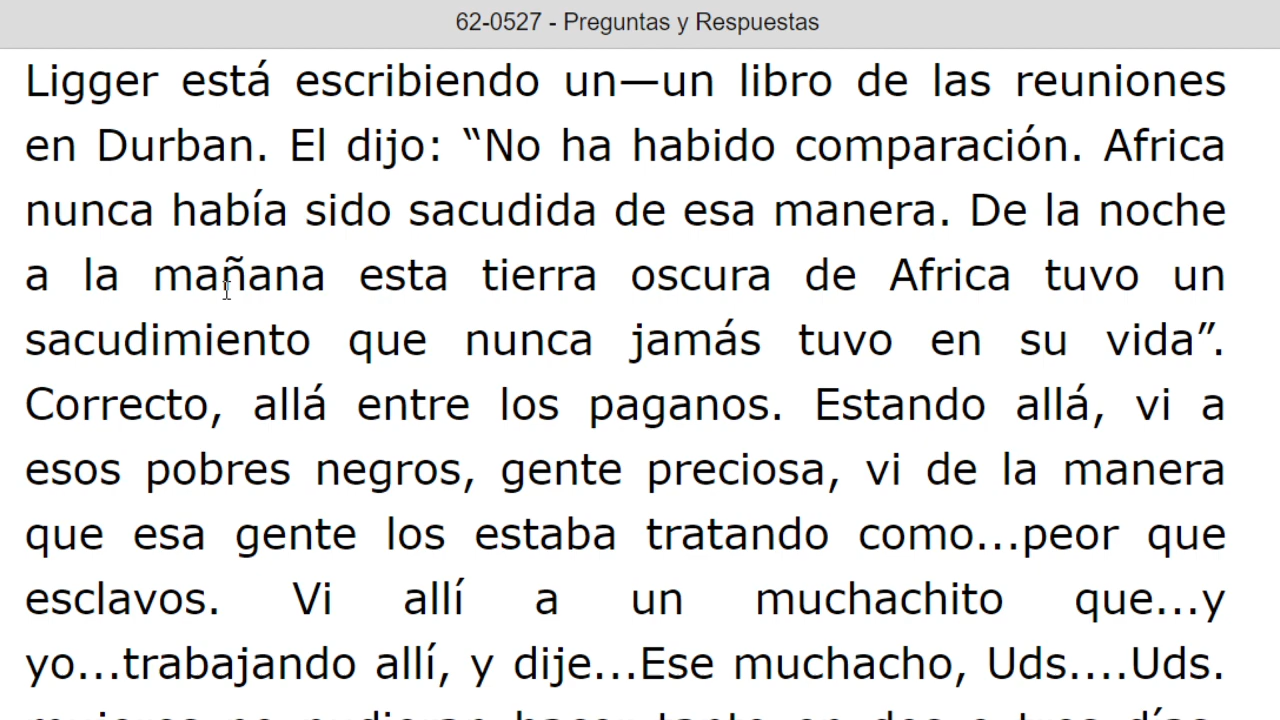 62-0527 - Preguntas y Respuestas
Ligger está escribiendo un—un libro de las reuniones
en Durban. El dijo: “No ha habido comparación. Africa
nunca había sido sacudida de esa manera. De la noche
a la mañana esta tierra oscura de Africa tuvo un
sacudimiento que nunca jamás tuvo en su vida”.
Correcto, allá entre los paganos. Estando allá, vi a
esos pobres negros, gente preciosa, vi de la manera
que esa gente los estaba tratando como...peor que
esclavos. Vi allí a un muchachito que...y
yo...trabajando allí, y dije...Ese muchacho, Uds....Uds.